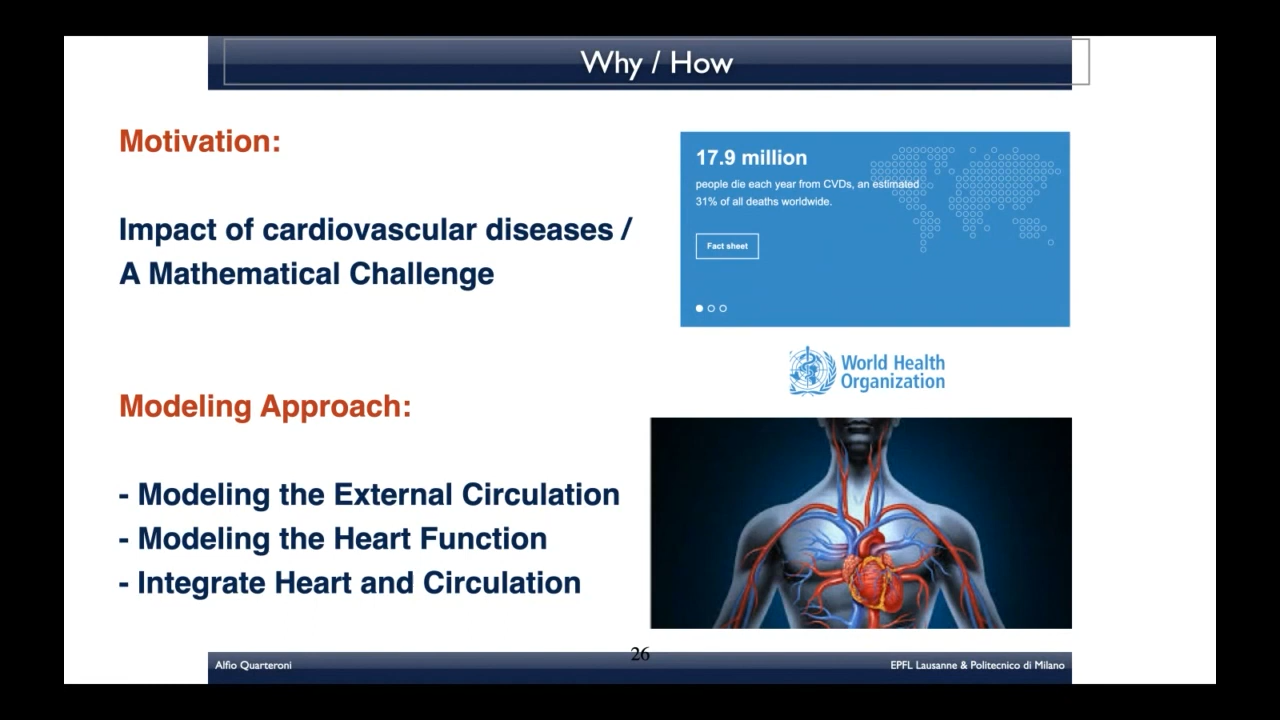 Why / How
Motivation:
Impact of cardiovascular diseases /
A Mathematical Challenge
17.9 million
people die each year from CVDs, an estimated
31% of all deaths worldwide.
Fact sheet
World Health
Organization
Modeling Approach:
- Modeling the External Circulation
- Modeling the Heart Function
- Integrate Heart and Circulation
26
Alfio Quarteroni
EPFL Lausanne & Politecnico di Milano